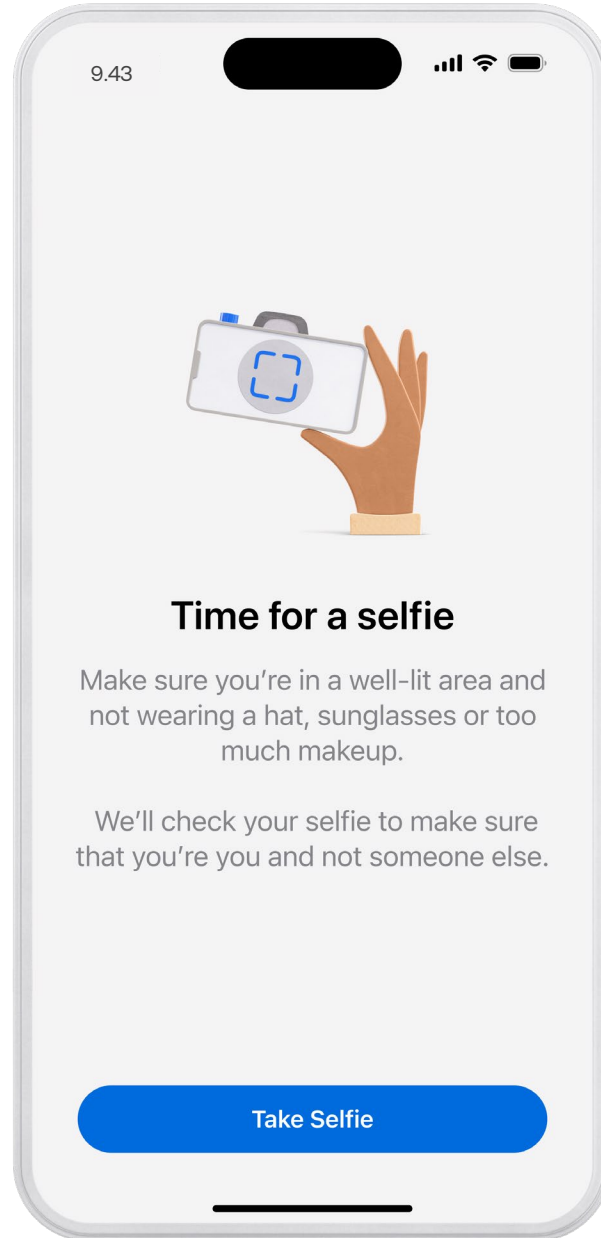 9.43
Time for a selfie
Make sure you’re in a well-lit area and
not wearing a hat, sunglasses or too
much makeup.
We’ll check your selfie to make sure
that you’re you and not someone else.
Take Selfie